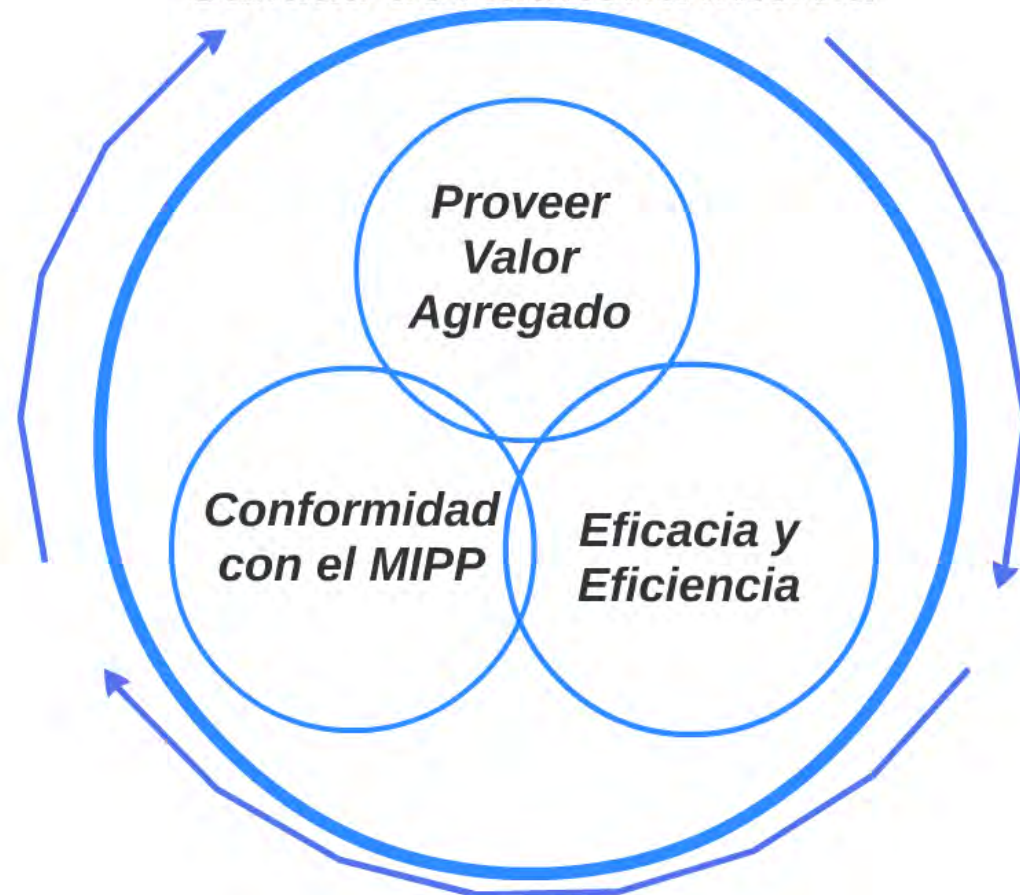 Proveer
Valor
Agregado
Conformidad
con el MIPP
Eficacia y
Eficiencia